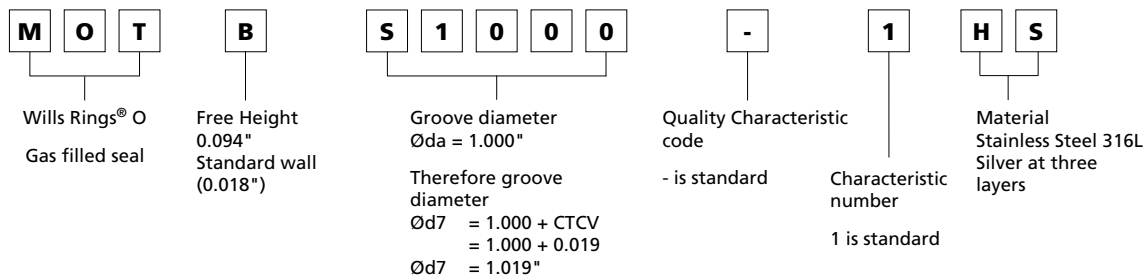 M O T B S 1 0 0 0 - 1 H S
Wills Rings® O
Gas filled seal
Free Height
0.094"
Standard wall
(0.018")
Groove diameter
Øda = 1.000"
Therefore groove
diameter
Ød7 = 1.000 + CTCV
= 1.000 + 0.019
Ød7 = 1.019"
Quality Characteristic
code
- is standard
Characteristic
number
1 is standard
Material
Stainless Steel 316L
Silver at three
layers